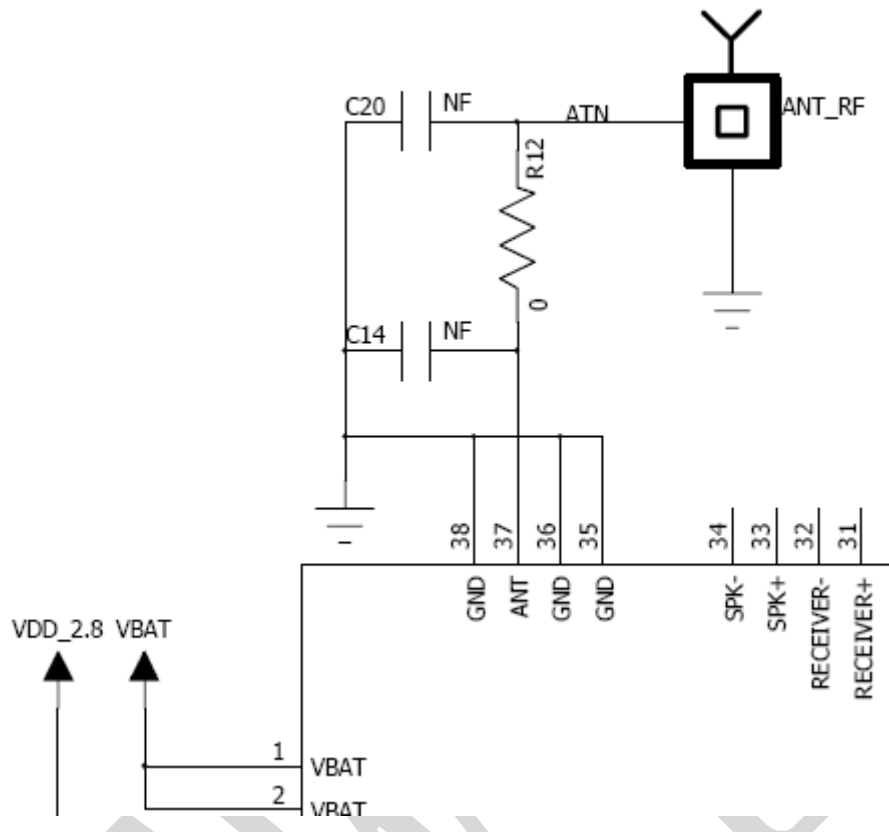 C20
NF
ATN
ANT_RF
R12
0
C14
NF
38
37
36
35
34
33
32
31
GND
ANT
GND
GND
SPK-
SPK+
RECEIVER-
RECEIVER+
VDD_2.8
VBAT
1
VBAT
2
VBAT